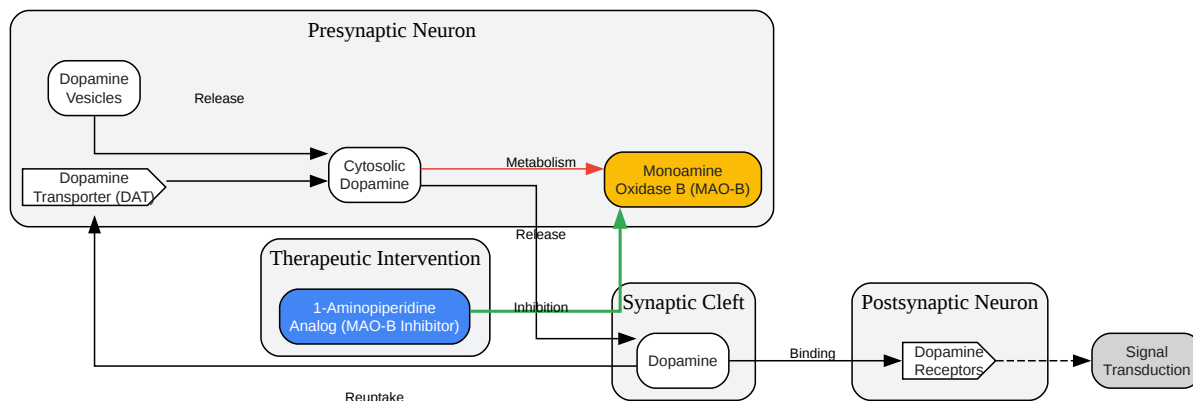 Presynaptic Neuron
Dopamine
Vesicles
Release
Dopamine
Transporter (DAT)
Cytosolic
Dopamine
Metabolism
Monoamine
Oxidase B (MAO-B)
Release
Therapeutic Intervention
1-Aminopiperidine
Analog (MAO-B Inhibitor)
Inhibition
Synaptic Cleft
Dopamine
Binding
Postsynaptic Neuron
Dopamine
Receptors
Signal
Transduction
Reuptake